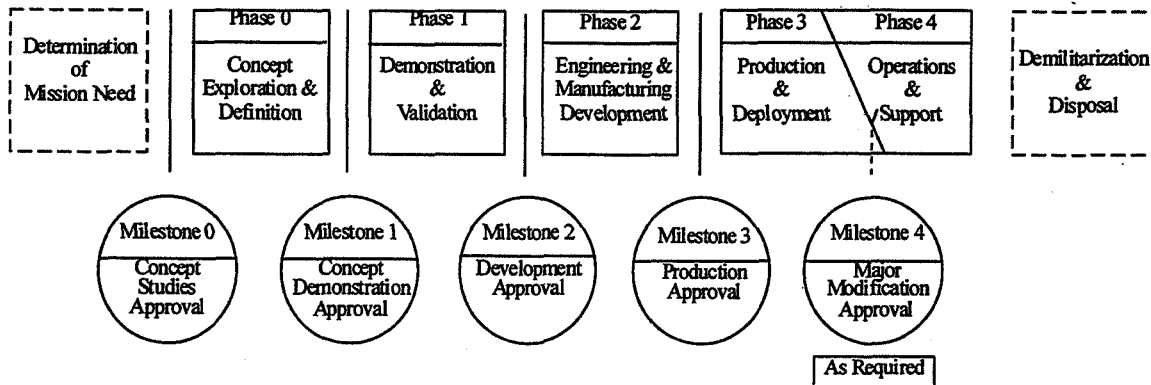 Determination
of
Mission Need
Phase 0
Concept
Exploration &
Definition
Phase 1
Demonstration
&
Validation
Phase 2
Engineering &
Manufacturing
Development
Phase 3
Production
&
Deployment
Phase 4
Operations
&
Support
Demilitarization
&
Disposal
Milestone 0
Concept
Studies
Approval
Milestone 1
Concept
Demonstration
Approval
Milestone 2
Development
Approval
Milestone 3
Production
Approval
Milestone 4
Major
Modification
Approval
As Required